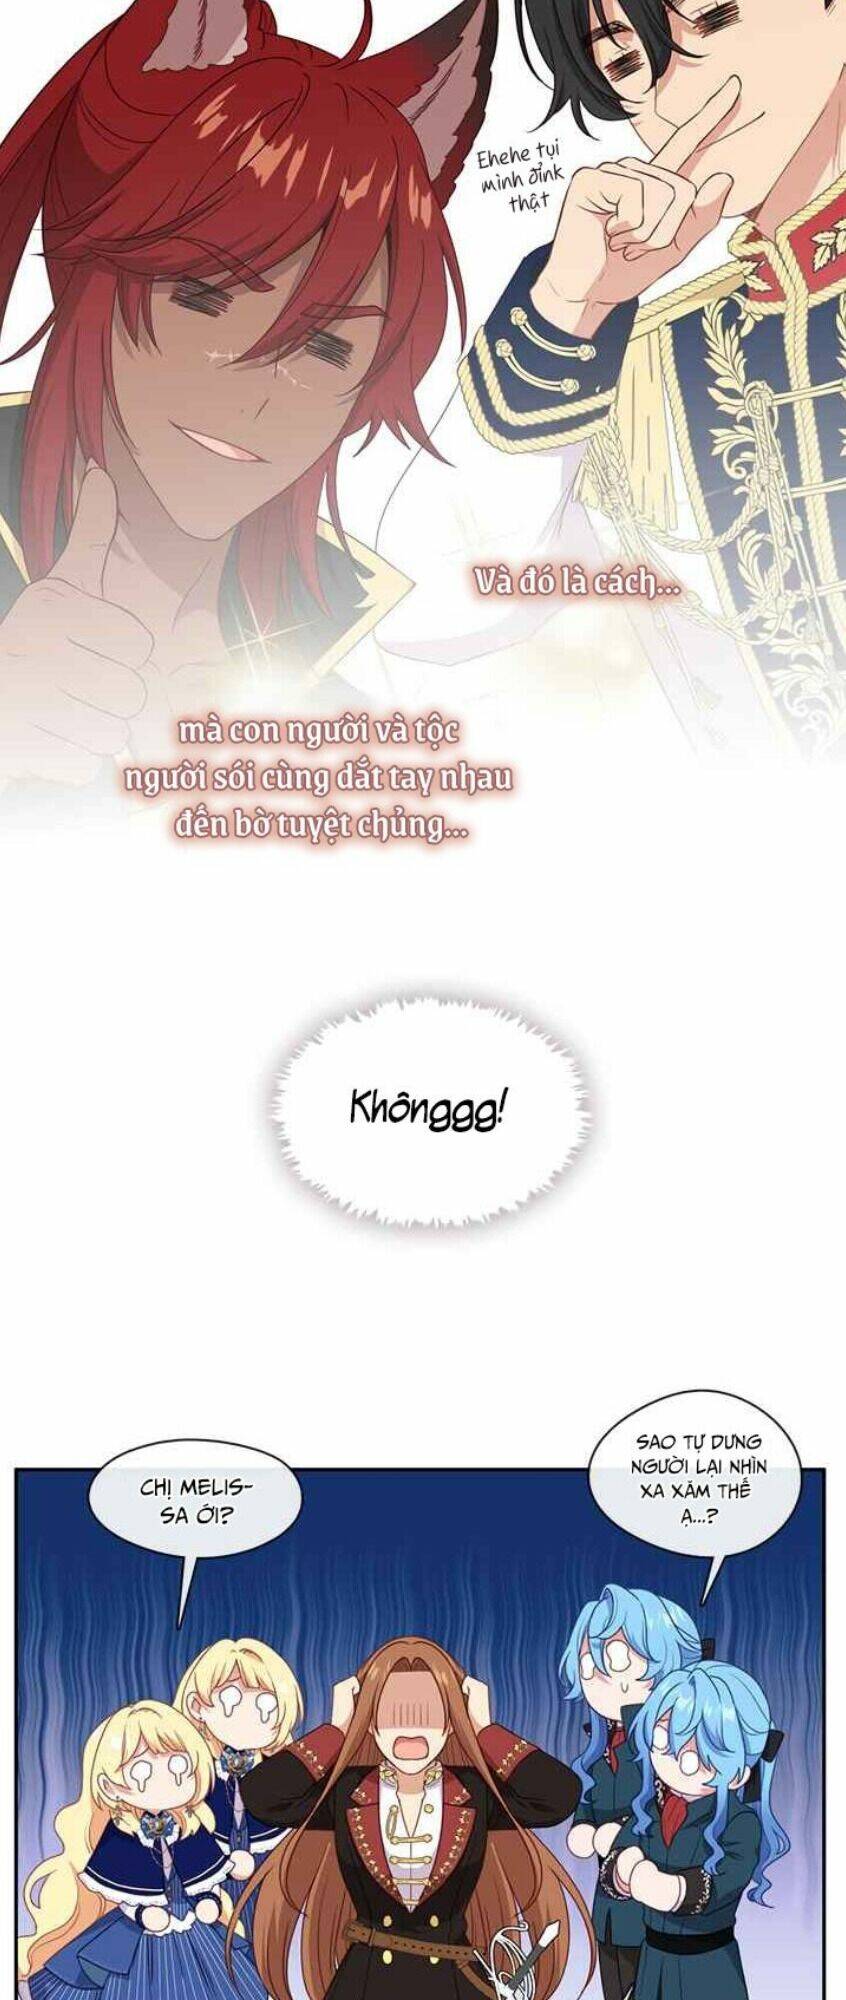 Ehehe tụi
mình đỉnk
thật
Và đó là cách...
mà con người và tộc
người sói cùng dắt tay nhau
đến bờ tuyệt chủng...
Khônggg!
SAO TỰ DƯNG
NGƯỜI LẠI NHÌN
XA XĂM THẾ
Ạ...?
CHỊ MELIS-
SA ỚI?